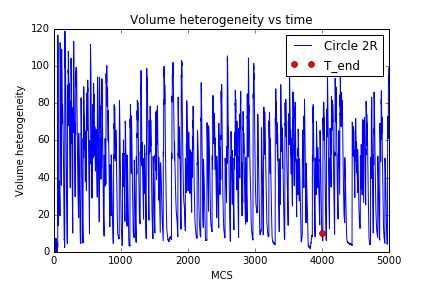 Volume heterogeneity vs time
120
100
80
60
40
20
0
Volume heterogeneity
Circle 2R
T_end
0 1000 2000 3000 4000 5000
MCS